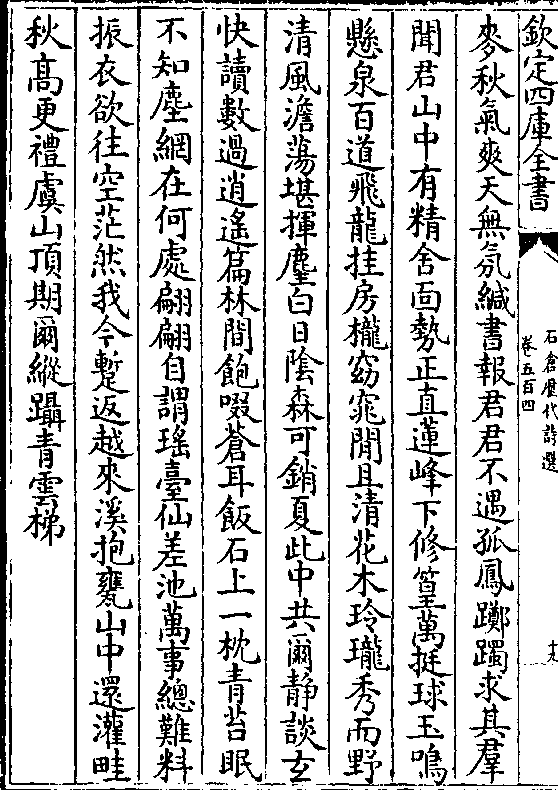 欽定四庫全書
石倉歷代詩選
卷五百四
麥秋氣爽天無氛緘書報君君不遇孤鳳躑躅求其羣
聞君山中有精舍面勢正直蓮峰下修篁萬挺球玉鳴
懸泉百道飛龍挂房櫳窈窕閒且清花木玲瓏秀而野
清風澹蕩堪揮麈白日陰森可銷夏此中共爾静談玄
快讀數過逍遙篇林間飽啜蒼耳飯石上一枕青苔眠
不知塵網在何處翩翩自謂瑤臺仙差池萬事總難料
振衣欲往空茫然我今蹔返越來溪抱甕山中還灌畦
秋高更禮虞山頂期爾縱躡青雲梯